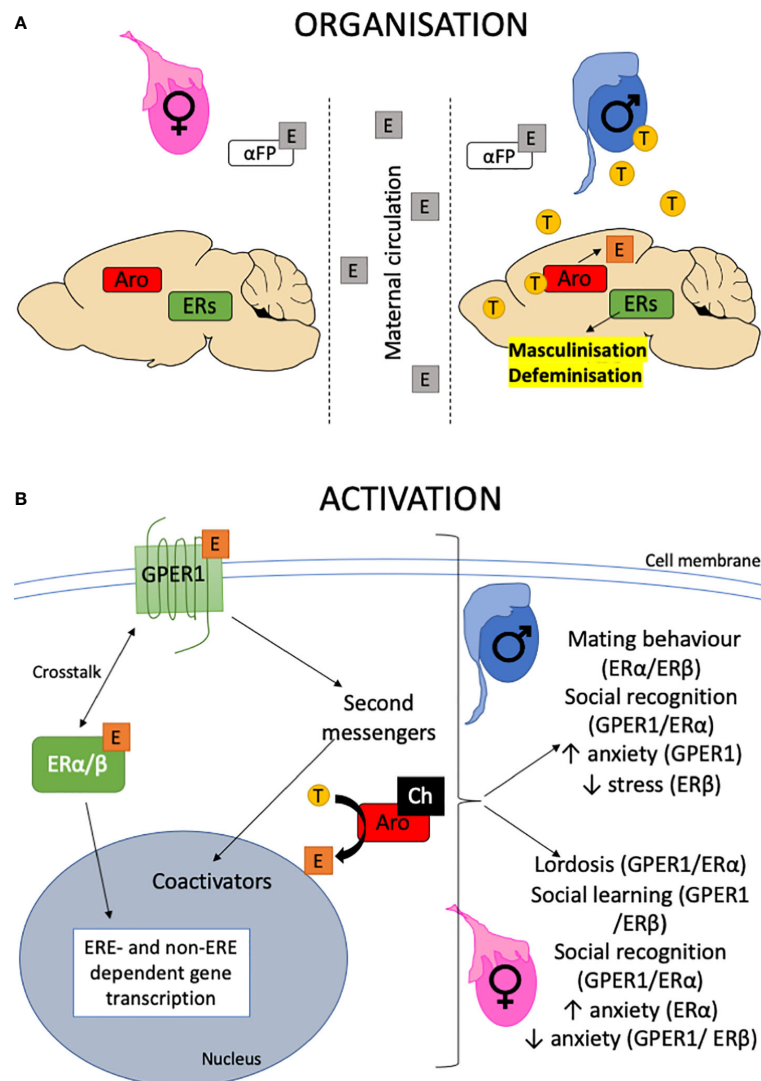 A
ORGANISATION
♀
♂
E
αFP
E
E
αFP
T
T
T
T
E
Maternal circulation
E
E
E
Aro
ERs
T
T
Aro
ERs
Masculinisation
Defeminisation
B
ACTIVATION
E
GPER1
Cell membrane
Crosstalk
E
ERα/β
Second
messengers
T
Ch
Aro
E
Coactivators
ERE- and non-ERE
dependent gene
transcription
Nucleus
♂
Mating behaviour
(ERα/ERβ)
Social recognition
(GPER1/ERα)
↑ anxiety (GPER1)
↓ stress (ERβ)
♀
Lordosis (GPER1/ERα)
Social learning (GPER1
/ERβ)
Social recognition
(GPER1/ERα)
↑ anxiety (ERα)
↓ anxiety (GPER1/ ERβ)